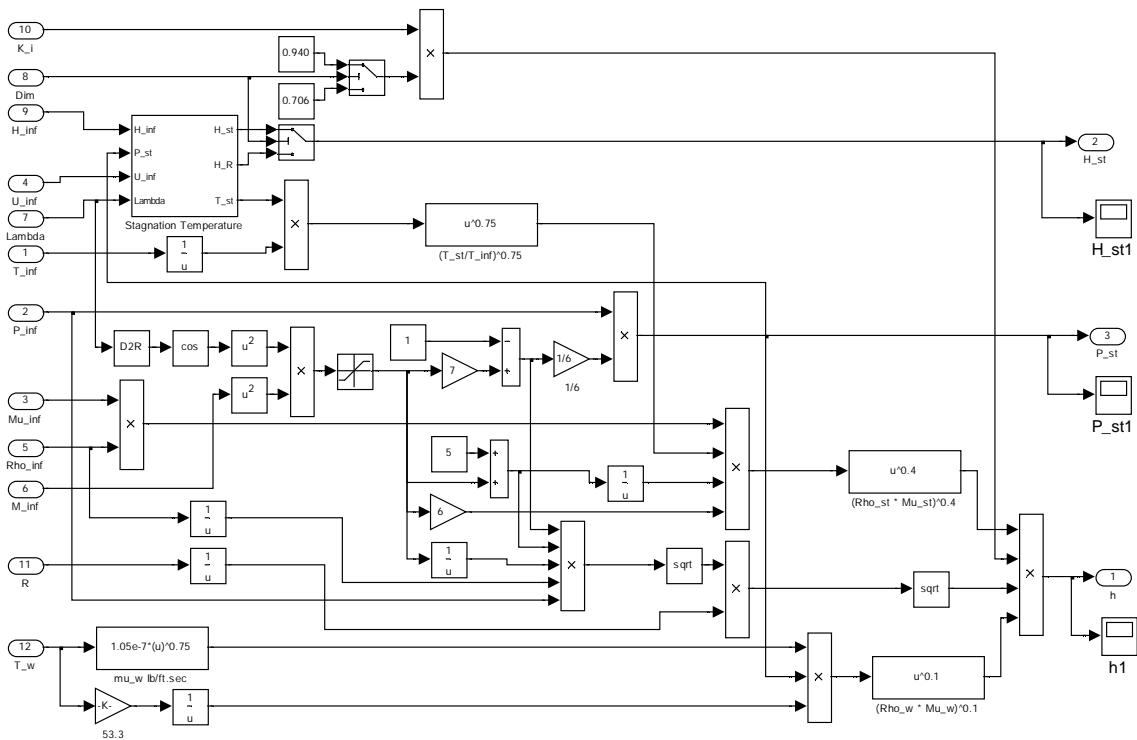 10
K_i
0.940
8
Dim
0.706
9
H_inf
H_inf
H_st
P_st
H_R
U_inf
Lambda
T_st
Stagnation Temperature
2
H_st
H_st1
4
U_inf
7
Lambda
1
T_inf
1
u
u^0.75
(T_st/T_inf)^0.75
2
P_inf
D2R
cos
u²
u²
1
7
1/6
1/6
3
P_st
P_st1
3
Mu_inf
5
Rho_inf
6
M_inf
5
1
u
6
u^0.4
(Rho_st * Mu_st)^0.4
1
u
1
u
1
u
11
R
sqrt
sqrt
1
h
h1
12
T_w
1.05e-7*(u)^0.75
mu_w lb/ft.sec
-K-
53.3
1
u
u^0.1
(Rho_w * Mu_w)^0.1